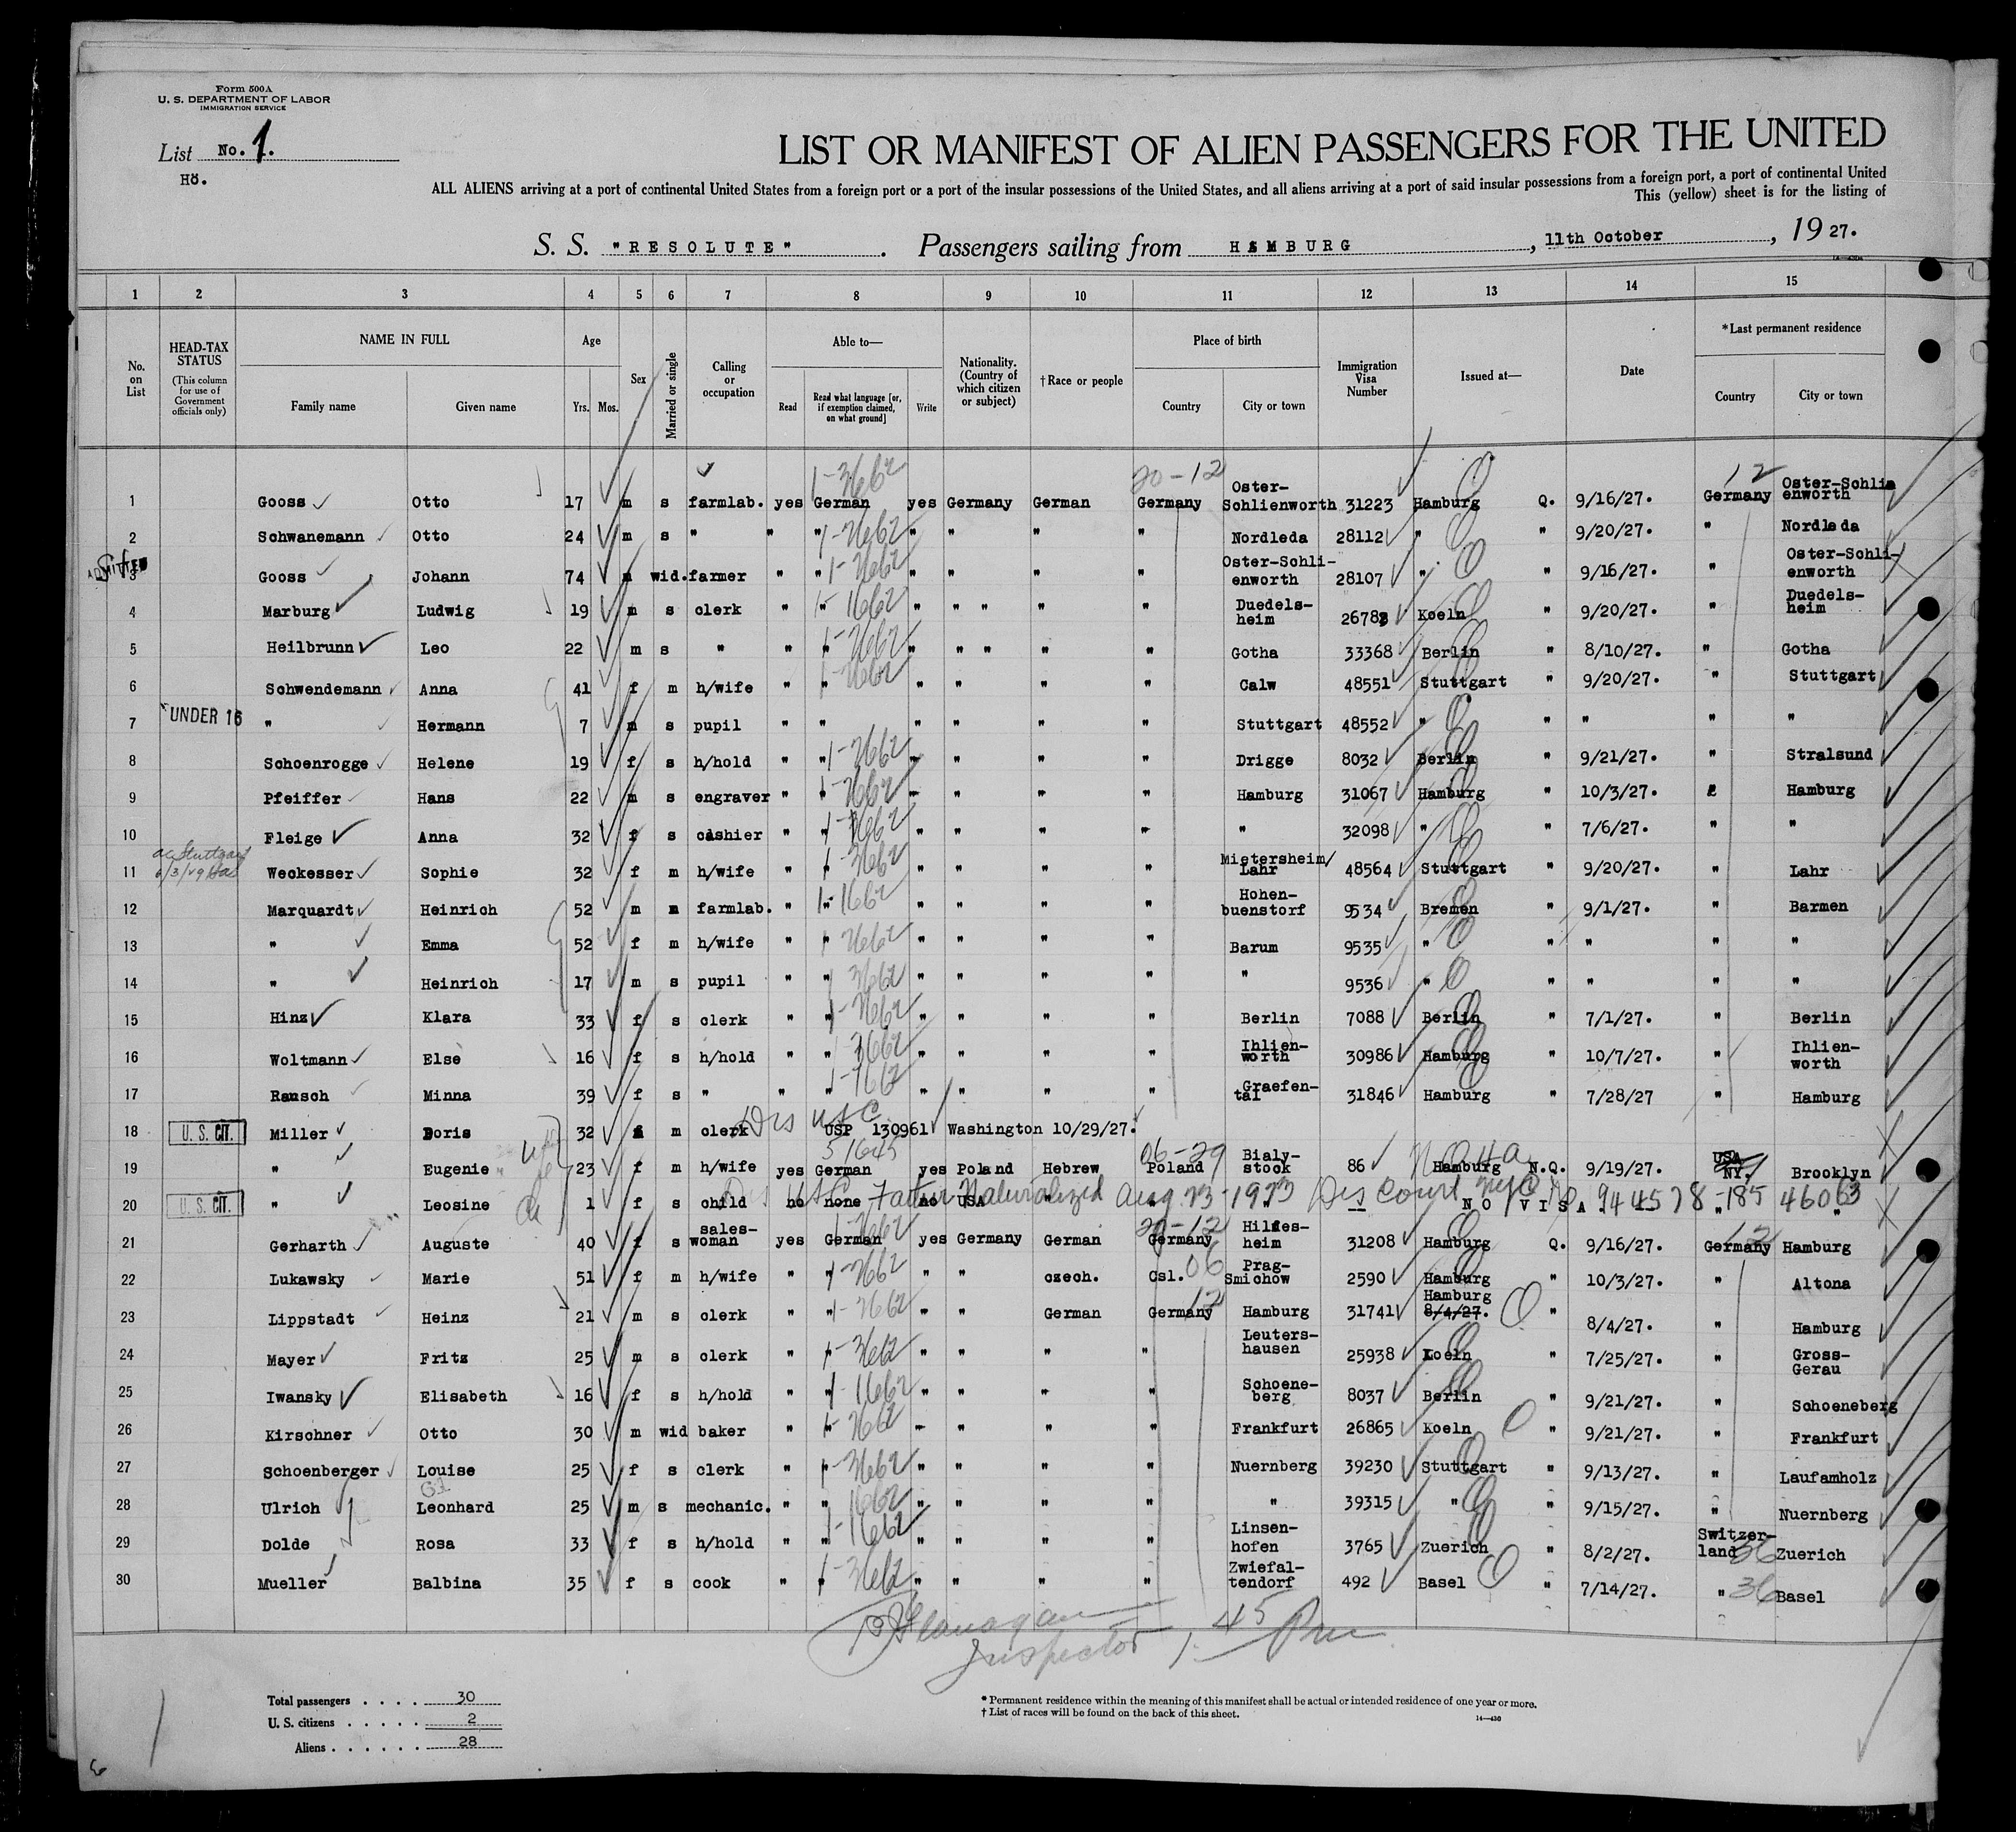 Form 500A
U. S. DEPARTMENT OF LABOR
IMMIGRATION SERVICE
List No. 1.
Hö.
LIST OR MANIFEST OF ALIEN PASSENGERS FOR THE UNITED
ALL ALIENS arriving at a port of continental United States from a foreign port or a port of the insular possessions of the United States, and all aliens arriving at a port of said insular possessions from a foreign port, a port of continental United
This (yellow) sheet is for the listing of
S. S. "RESOLUTE" . Passengers sailing from HAMBURG , 11th October , 19 27.
1 2 3 4 5 6 7 8 9 10 11 12 13 14 15
No. on List
HEAD-TAX STATUS (This column for use of Government officials only)
NAME IN FULL Family name Given name
Age Yrs. Mos.
Sex
Married or single
Calling or occupation
Able to— Read Read what language [or, if exemption claimed, on what ground] Write
Nationality. (Country of which citizen or subject)
†Race or people
Place of birth Country City or town
Immigration Visa Number
Issued at—
Date
*Last permanent residence Country City or town
1 Gooss Otto 17 m s farmlab. yes German yes Germany German Germany Oster-Schlienworth 31223 Hamburg Q. 9/16/27. Germany Oster-Schlienworth
2 Schwanemann Otto 24 m s " " " " " " " Nordleda 28112 " " 9/20/27. " Nordleda
ADMITTED 3 Gooss Johann 74 m wid. farmer " " " " " " Oster-Schlienworth 28107 " " 9/16/27. " Oster-Schlienworth
4 Marburg Ludwig 19 m s clerk " " " " " " " Duedelsheim 26788 Koeln " 9/20/27. " Duedelsheim
5 Heilbrunn Leo 22 m s " " " " " " " " Gotha 33368 Berlin " 8/10/27. " Gotha
6 Schwendemann Anna 41 f m h/wife " " " " " " Calw 48551 Stuttgart " 9/20/27. " Stuttgart
7 UNDER 16 " Hermann 7 m s pupil " " " " " " Stuttgart 48552 " " " " "
8 Schoenrogge Helene 19 f s h/hold " " " " " " Drigge 8032 Berlin " 9/21/27. " Stralsund
9 Pfeiffer Hans 22 m s engraver " " " " " " Hamburg 31067 Hamburg " 10/3/27. " Hamburg
10 Fleige Anna 32 f s cashier " " " " " " " 32098 " " 7/6/27. " "
11 Weckesser Sophie 32 f m h/wife " " " " " " Mietersheim/Lahr 48564 Stuttgart " 9/20/27. " Lahr
12 Marquardt Heinrich 52 m m farmlab. " " " " " " Hohenbuenstorf 9534 Bremen " 9/1/27. " Barmen
13 " Emma 52 f m h/wife " " " " " " Barum 9535 " " " " "
14 " Heinrich 17 m s pupil " " " " " " " 9536 " " " " "
15 Hinz Klara 33 f s clerk " " " " " " Berlin 7088 Berlin " 7/1/27. " Berlin
16 Woltmann Else 16 f s h/hold " " " " " " Ihlienworth 30986 Hamburg " 10/7/27. " Ihlienworth
17 Rausch Minna 39 f s " " " " " " " Graefental 31846 Hamburg " 7/28/27 " Hamburg
18 U. S. CIT. Miller Doris 32 m clerk Dis USC USP 130961 Washington 10/29/27.
19 " Eugenie 23 f m h/wife yes German yes Poland Hebrew Poland Bialystock 86 Hamburg N.Q. 9/19/27. USA NY, Brooklyn
20 U. S. CIT. " Leosine 1 f s child no none no USA " Father Naturalized Aug 23-1923 Dis Court NO VISA 944578 " "
21 Gerharth Auguste 40 f s saleswoman yes German yes Germany German Germany Hildesheim 31208 Hamburg Q. 9/16/27. Germany Hamburg
22 Lukawsky Marie 51 f m h/wife " " " " czech. Csl. Prag-Smichow 2590 Hamburg " 10/3/27. " Altona
23 Lippstadt Heinz 21 m s clerk " " " " German Germany Hamburg 31741 Hamburg 8/4/27. " 8/4/27. " Hamburg
24 Mayer Fritz 25 m s clerk " " " " " " Leutershausen 25938 Koeln " 7/25/27. " Gross-Gerau
25 Iwansky Elisabeth 16 f s h/hold " " " " " " Schoeneberg 8037 Berlin " 9/21/27. " Schoeneberg
26 Kirschner Otto 30 m wid baker " " " " " " Frankfurt 26865 Koeln " 9/21/27. " Frankfurt
27 Schoenberger Louise 25 f s clerk " " " " " " Nuernberg 39230 Stuttgart " 9/13/27. " Laufamholz
28 Ulrich Leonhard 25 m s mechanic. " " " " " " " 39315 " " 9/15/27. " Nuernberg
29 Dolde Rosa 33 f s h/hold " " " " " " Linsenhofen 3765 Zuerich " 8/2/27. Switzerland Zuerich
30 Mueller Balbina 35 f s cook " " " " " " Zwiefaltendorf 492 Basel " 7/14/27. " Basel
Flanagan
Inspector
Total passengers . . . . 30
U. S. citizens . . . . . 2
Aliens . . . . . . 28
* Permanent residence within the meaning of this manifest shall be actual or intended residence of one year or more.
† List of races will be found on the back of this sheet.
14—430